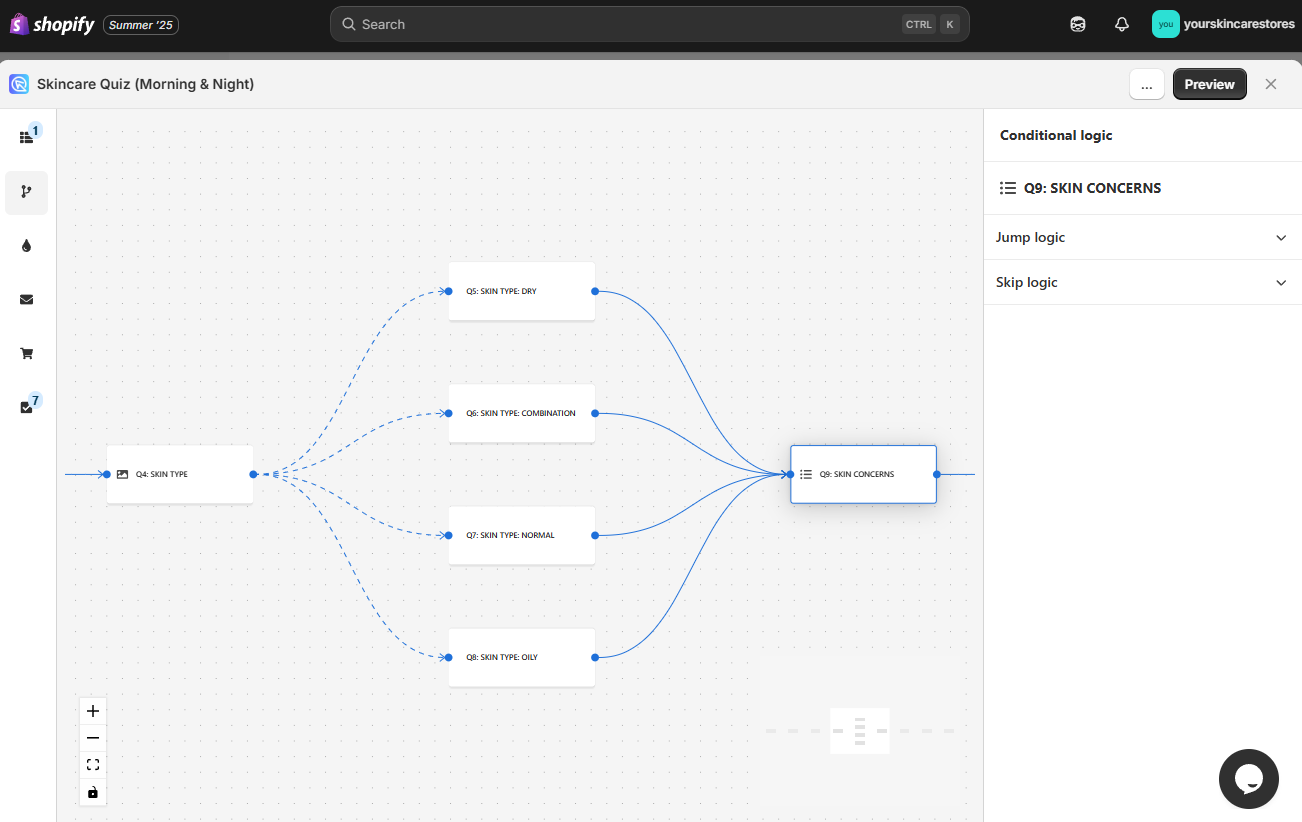 shopify Summer '25 Search CTRL K you yourskincarestores
Skincare Quiz (Morning & Night) ... Preview
1
7
Conditional logic
Q9: SKIN CONCERNS
Jump logic
Skip logic
Q4: SKIN TYPE
Q5: SKIN TYPE: DRY
Q6: SKIN TYPE: COMBINATION
Q7: SKIN TYPE: NORMAL
Q8: SKIN TYPE: OILY
Q9: SKIN CONCERNS